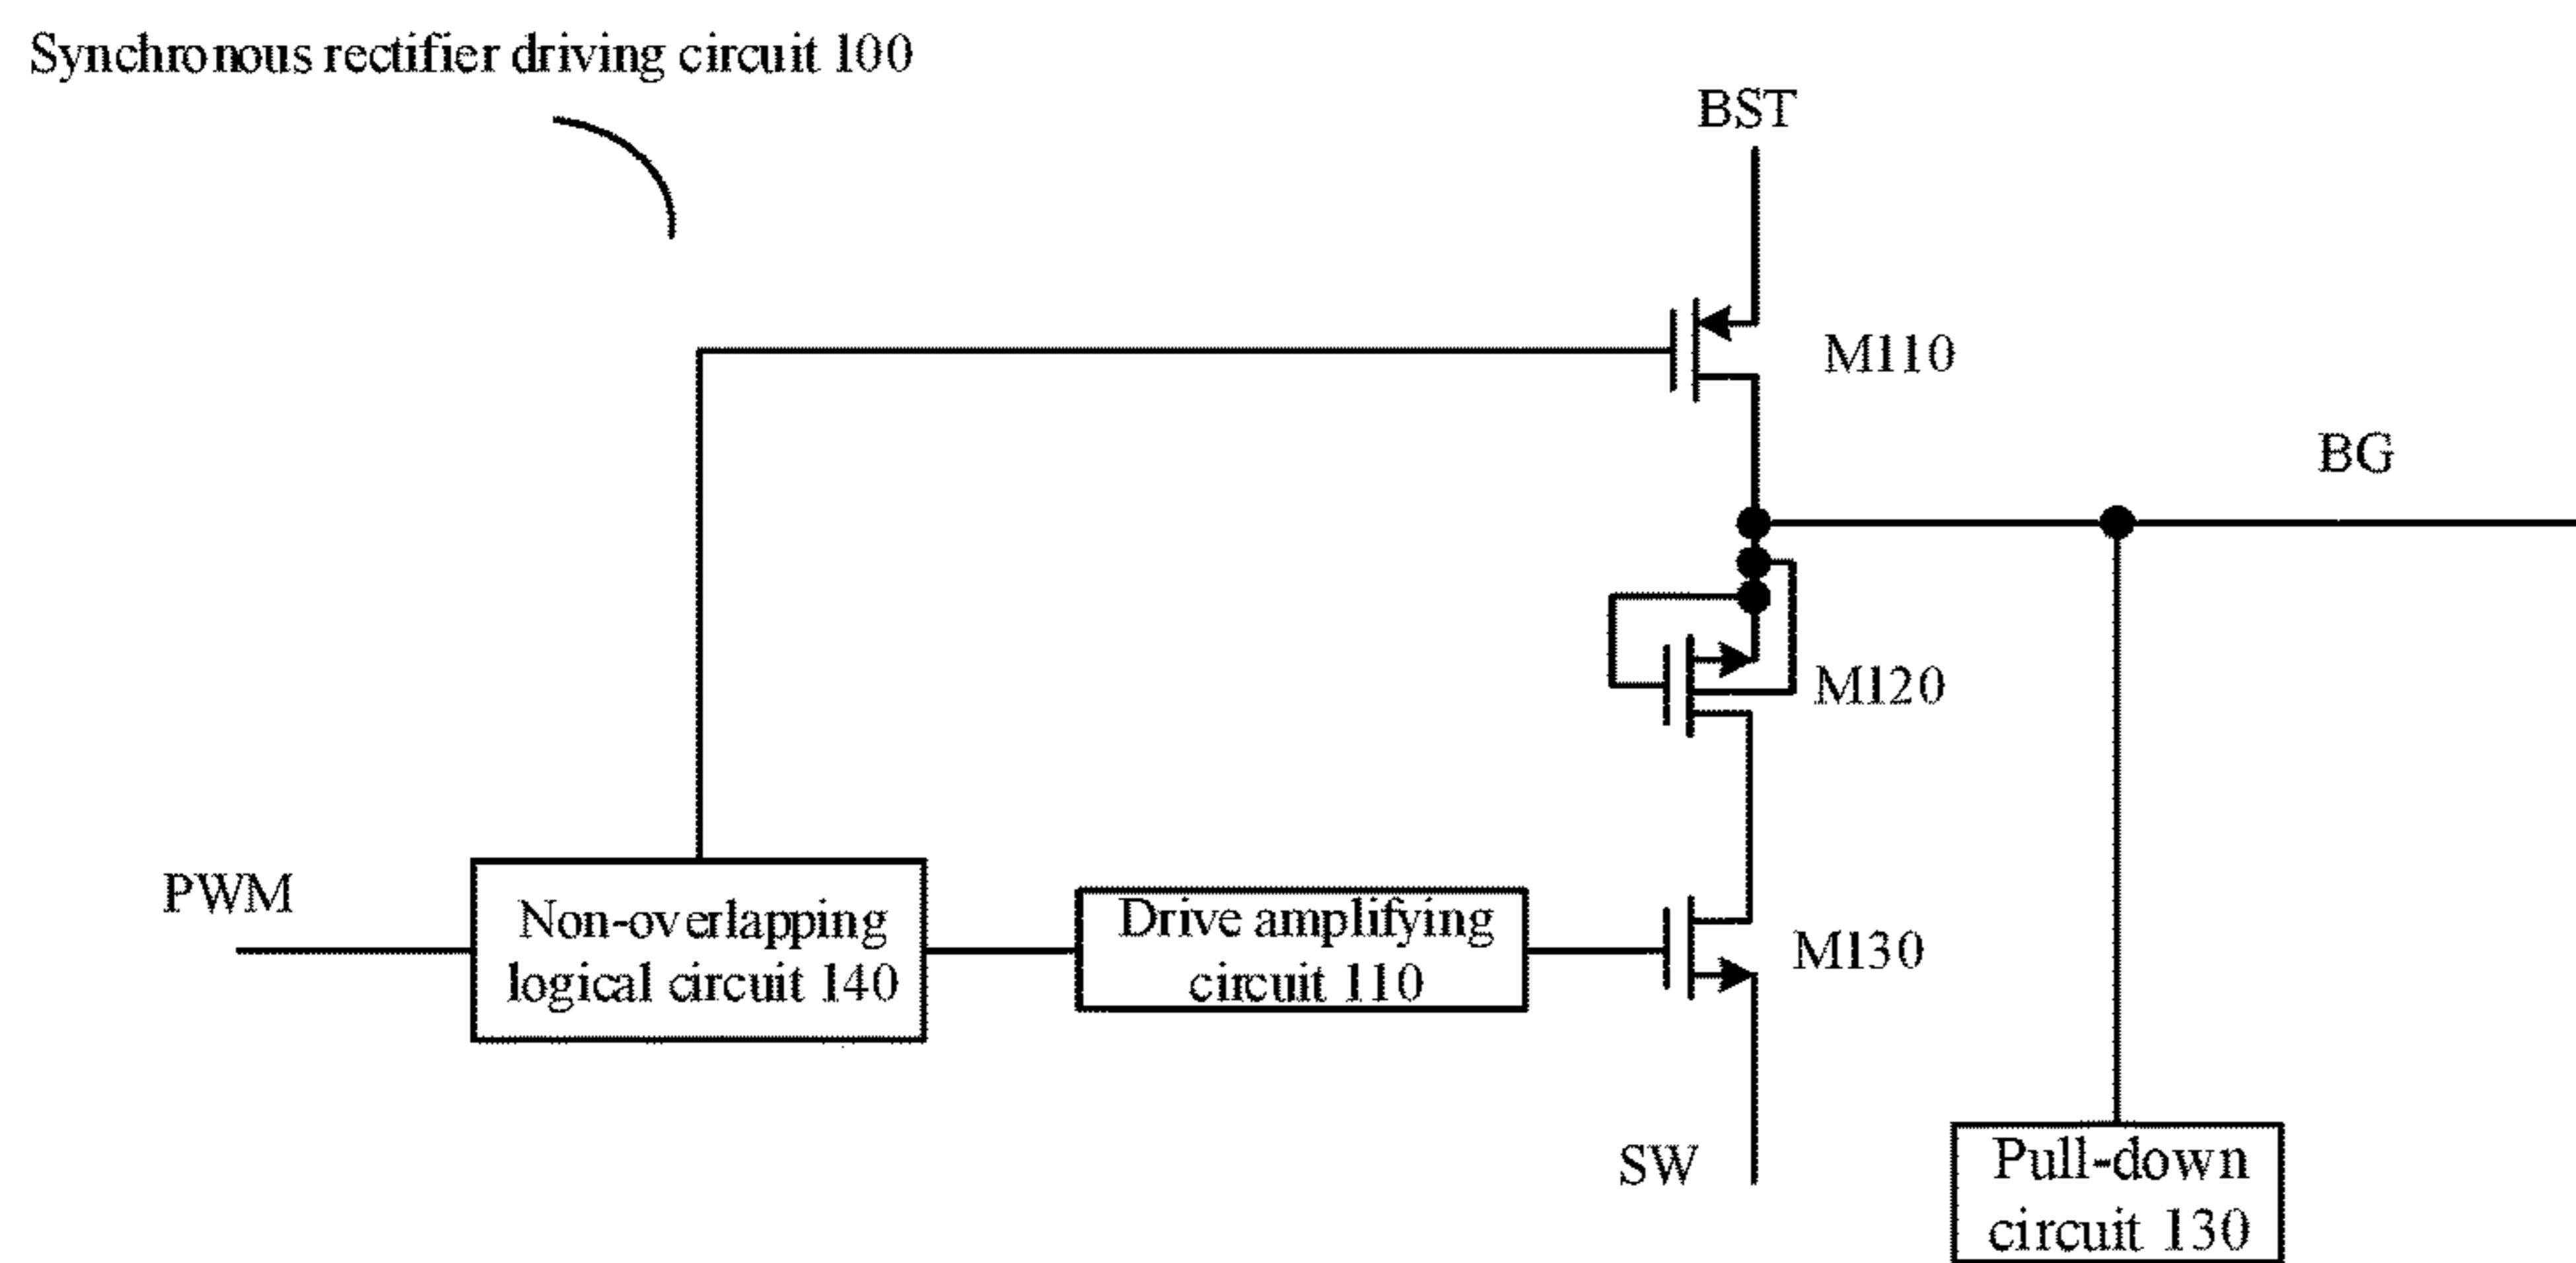 Synchronous rectifier driving circuit 100
BST
M110
BG
M120
PWM
Non-overlapping
logical circuit 140
Drive amplifying
circuit 110
M130
SW
Pull-down
circuit 130